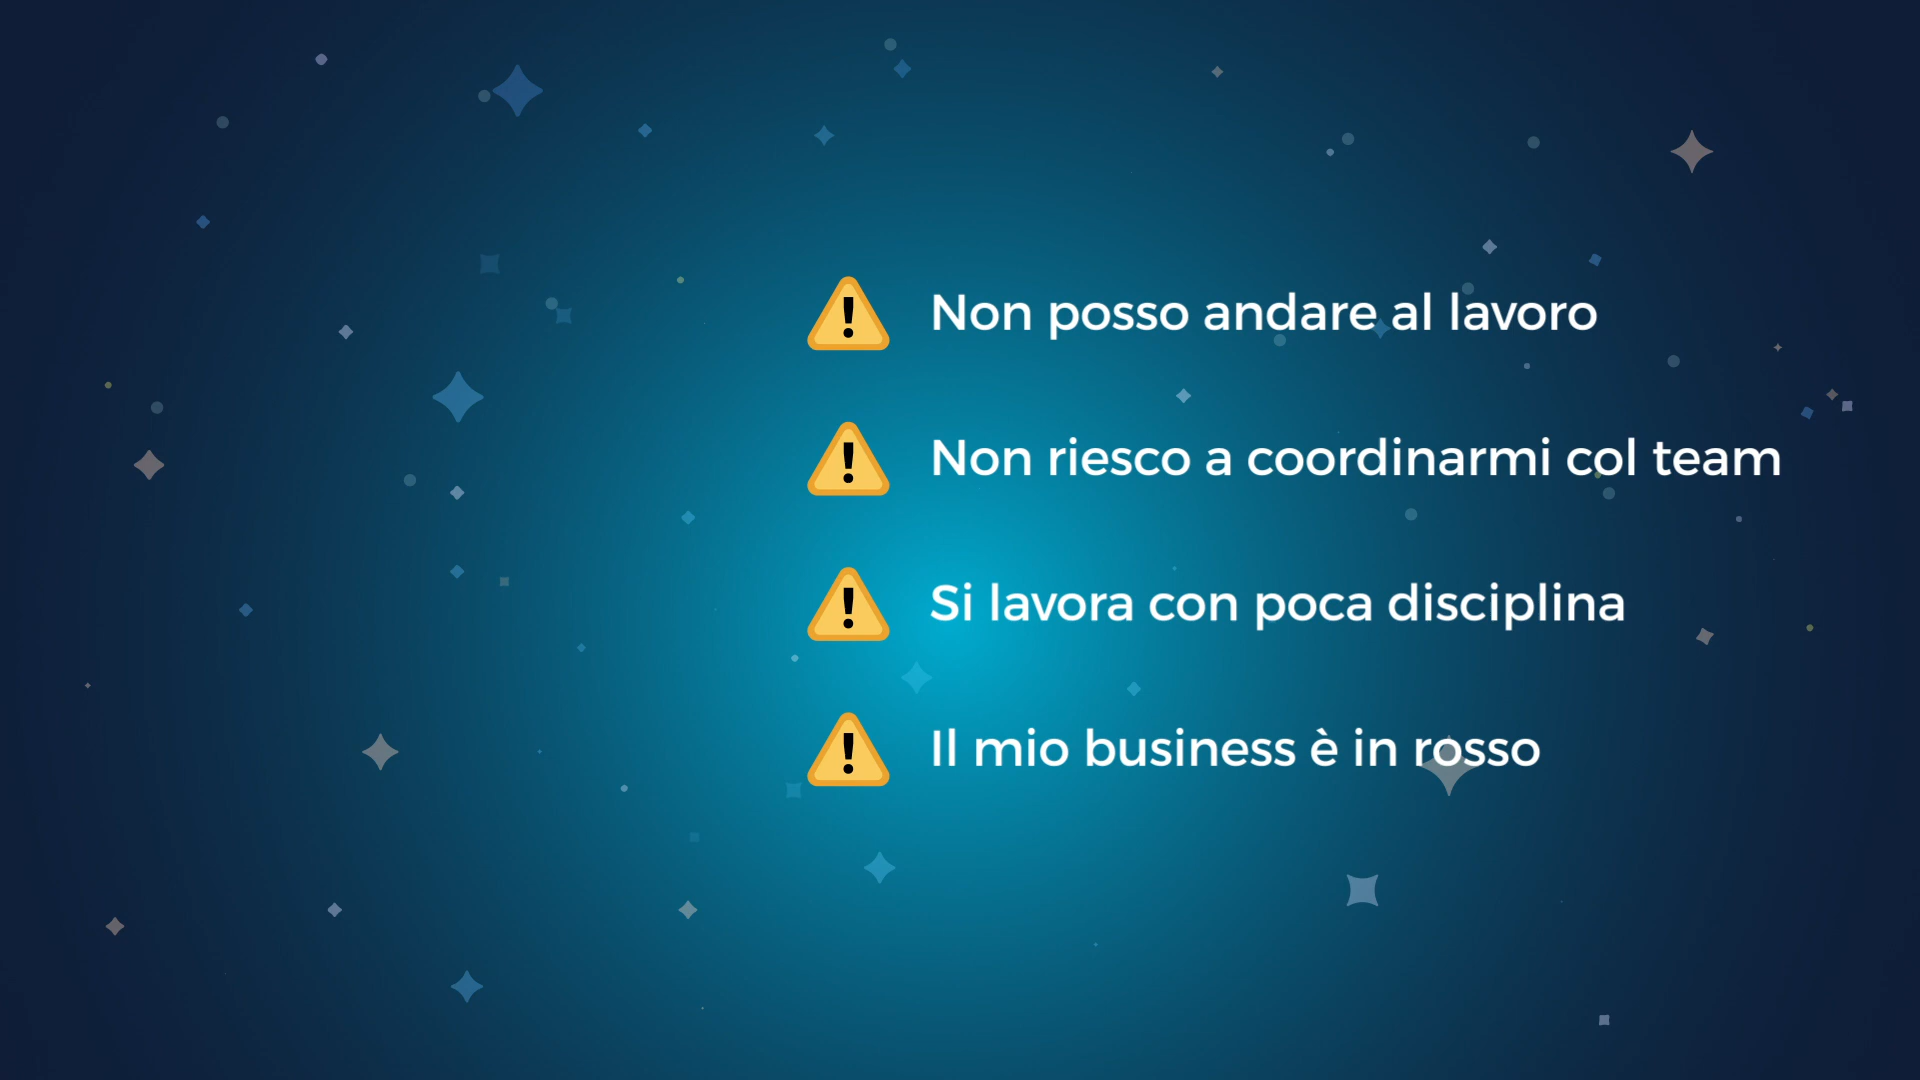 Non posso andare al lavoro
Non riesco a coordinarmi col team
Si lavora con poca disciplina
Il mio business è in rosso